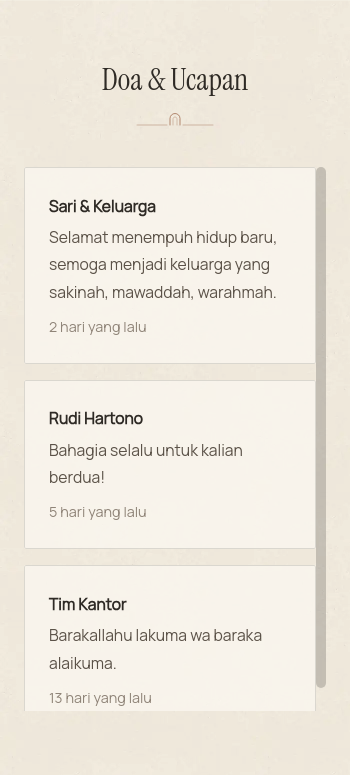 Doa & Ucapan
Sari & Keluarga
Selamat menempuh hidup baru,
semoga menjadi keluarga yang
sakinah, mawaddah, warahmah.
2 hari yang lalu
Rudi Hartono
Bahagia selalu untuk kalian
berdua!
5 hari yang lalu
Tim Kantor
Barakallahu lakuma wa baraka
alaikuma.
13 hari yang lalu